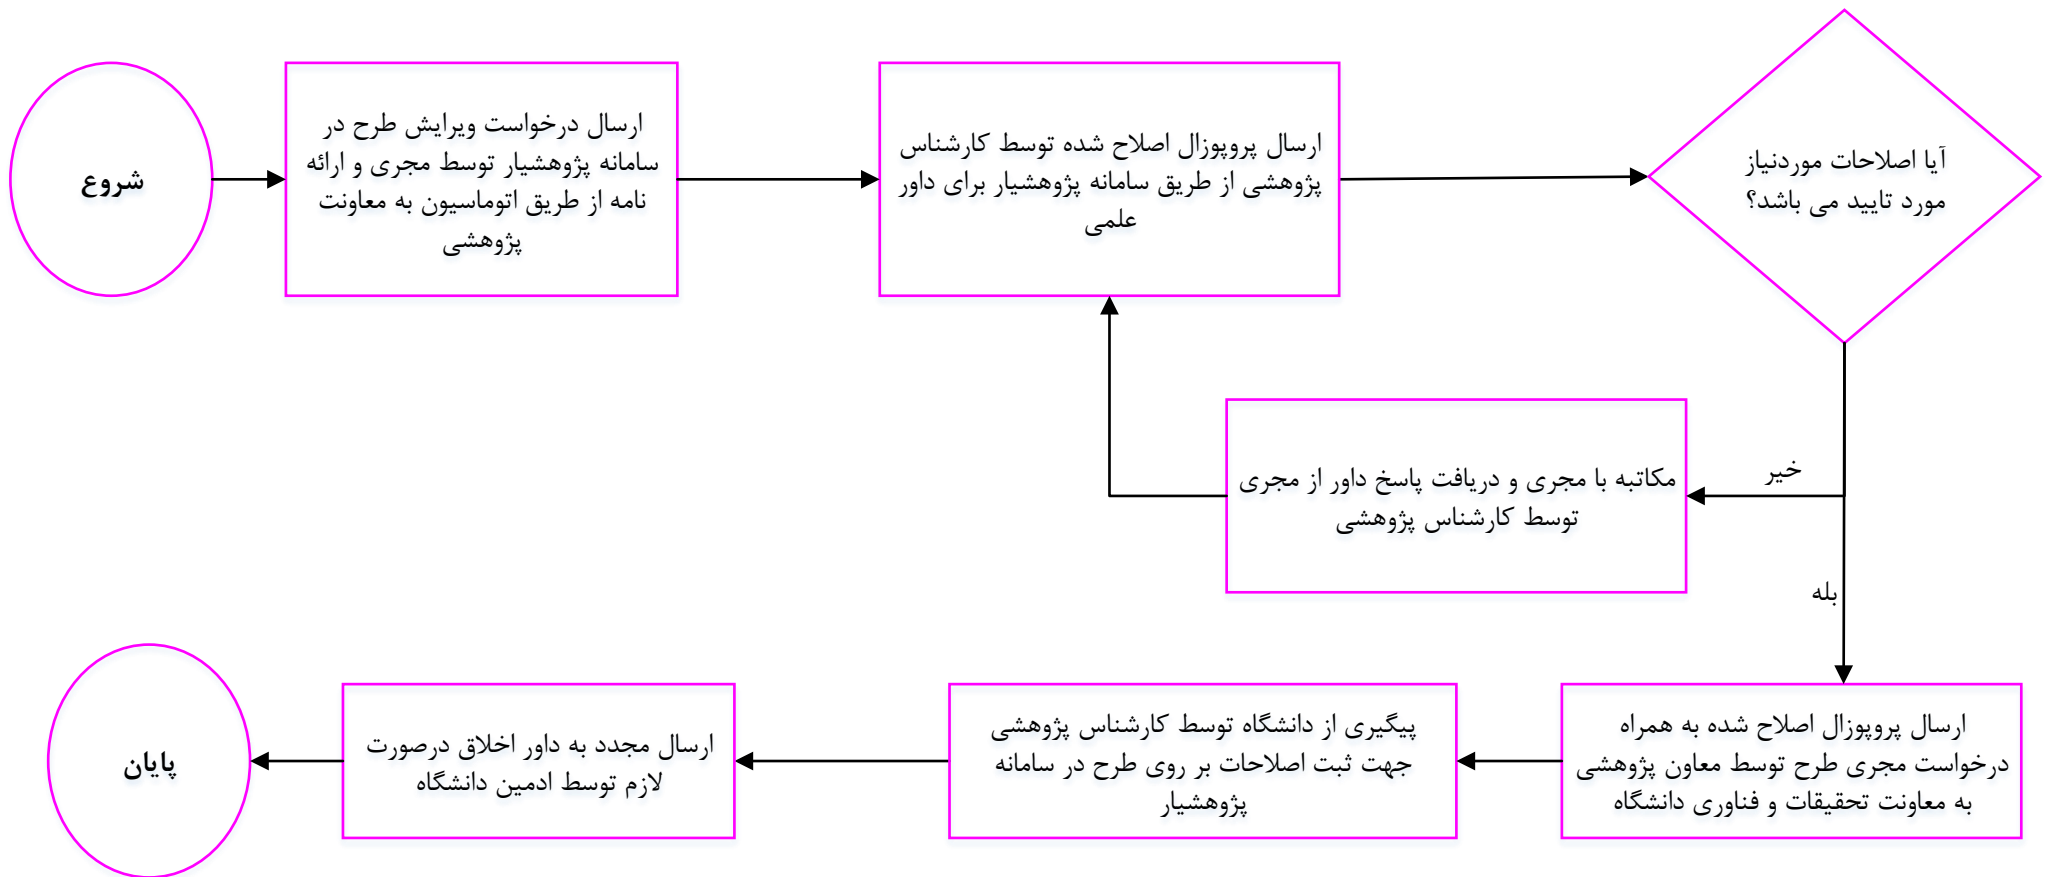 شروع
ارسال درخواست ویرایش طرح در
سامانه پژوهشیار توسط مجری و ارائه
نامه از طریق اتوماسیون به معاونت
پژوهشی
ارسال پروپوزال اصلاح شده توسط کارشناس
پژوهشی از طریق سامانه پژوهشیار برای داور
علمی
آیا اصلاحات موردنیاز
مورد تایید می باشد؟
خیر
مکاتبه با مجری و دریافت پاسخ داور از مجری
توسط کارشناس پژوهشی
بله
ارسال پروپوزال اصلاح شده به همراه
درخواست مجری طرح توسط معاون پژوهشی
به معاونت تحقیقات و فناوری دانشگاه
پیگیری از دانشگاه توسط کارشناس پژوهشی
جهت ثبت اصلاحات بر روی طرح در سامانه
پژوهشیار
ارسال مجدد به داور اخلاق درصورت
لازم توسط ادمین دانشگاه
پایان